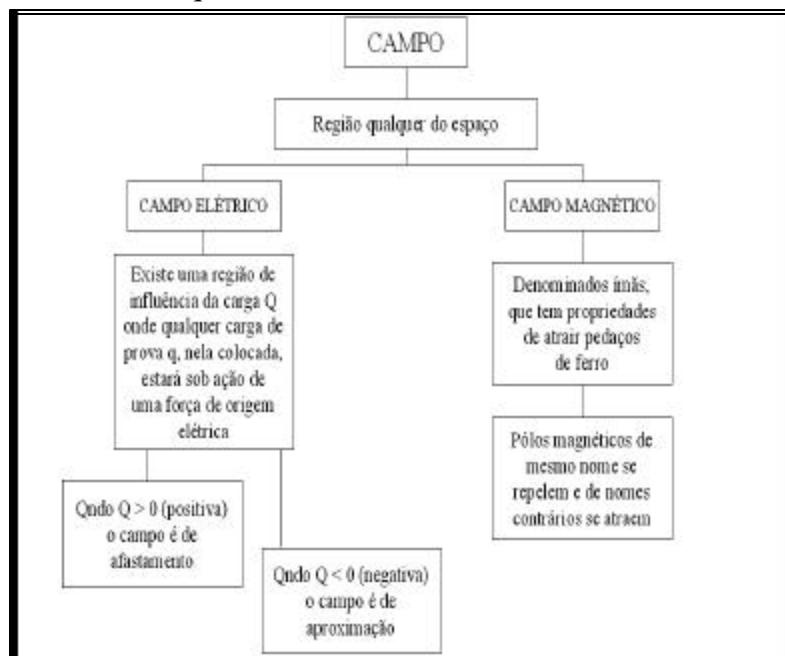 CAMPO
Região qualquer do espaço
CAMPO ELÉTRICO
Existe uma região de
influência da carga Q
onde qualquer carga de
prova q, nela colocada,
estará sob ação de
uma força de origem
elétrica
Qndo Q > 0 (positiva)
o campo é de
afastamento
Qndo Q < 0 (negativa)
o campo é de
aproximação
CAMPO MAGNÉTICO
Denominados ímãs,
que tem propriedades
de atrair pedaços
de ferro
Pólos magnéticos de
mesmo nome se
repelem e de nomes
contrários se atraem